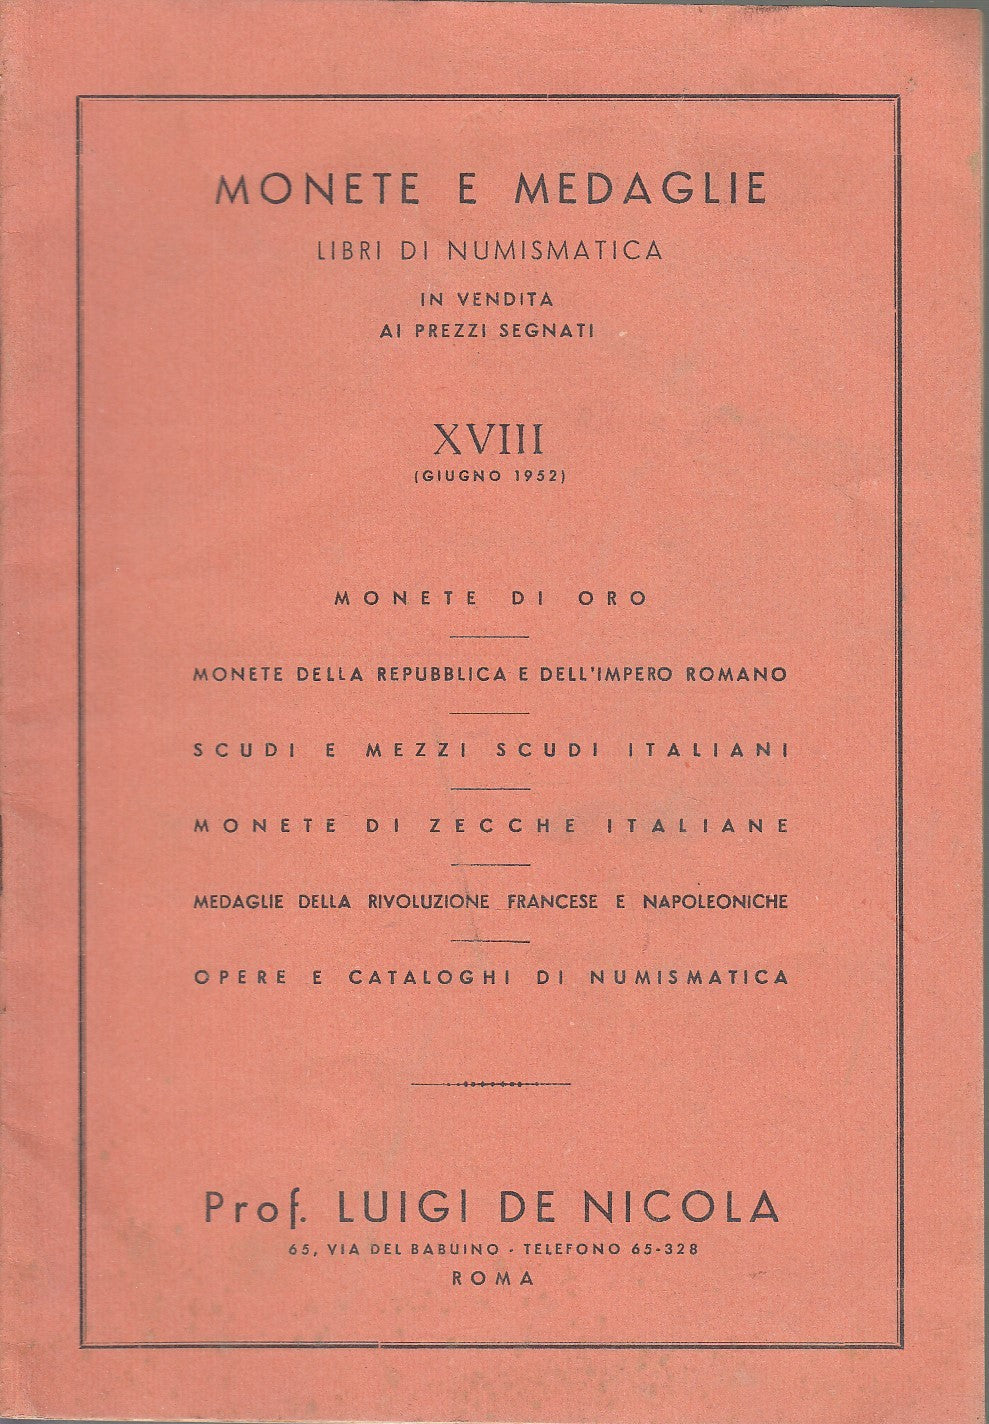 MONETE E MEDAGLIE
LIBRI DI NUMISMATICA
IN VENDITA
AI PREZZI SEGNATI
XVIII
(GIUGNO 1952)
MONETE DI ORO
MONETE DELLA REPUBBLICA E DELL'IMPERO ROMANO
SCUDI E MEZZI SCUDI ITALIANI
MONETE DI ZECCHE ITALIANE
MEDAGLIE DELLA RIVOLUZIONE FRANCESE E NAPOLEONICHE
OPERE E CATALOGHI DI NUMISMATICA
Prof. LUIGI DE NICOLA
65, VIA DEL BABUINO - TELEFONO 65-328
ROMA